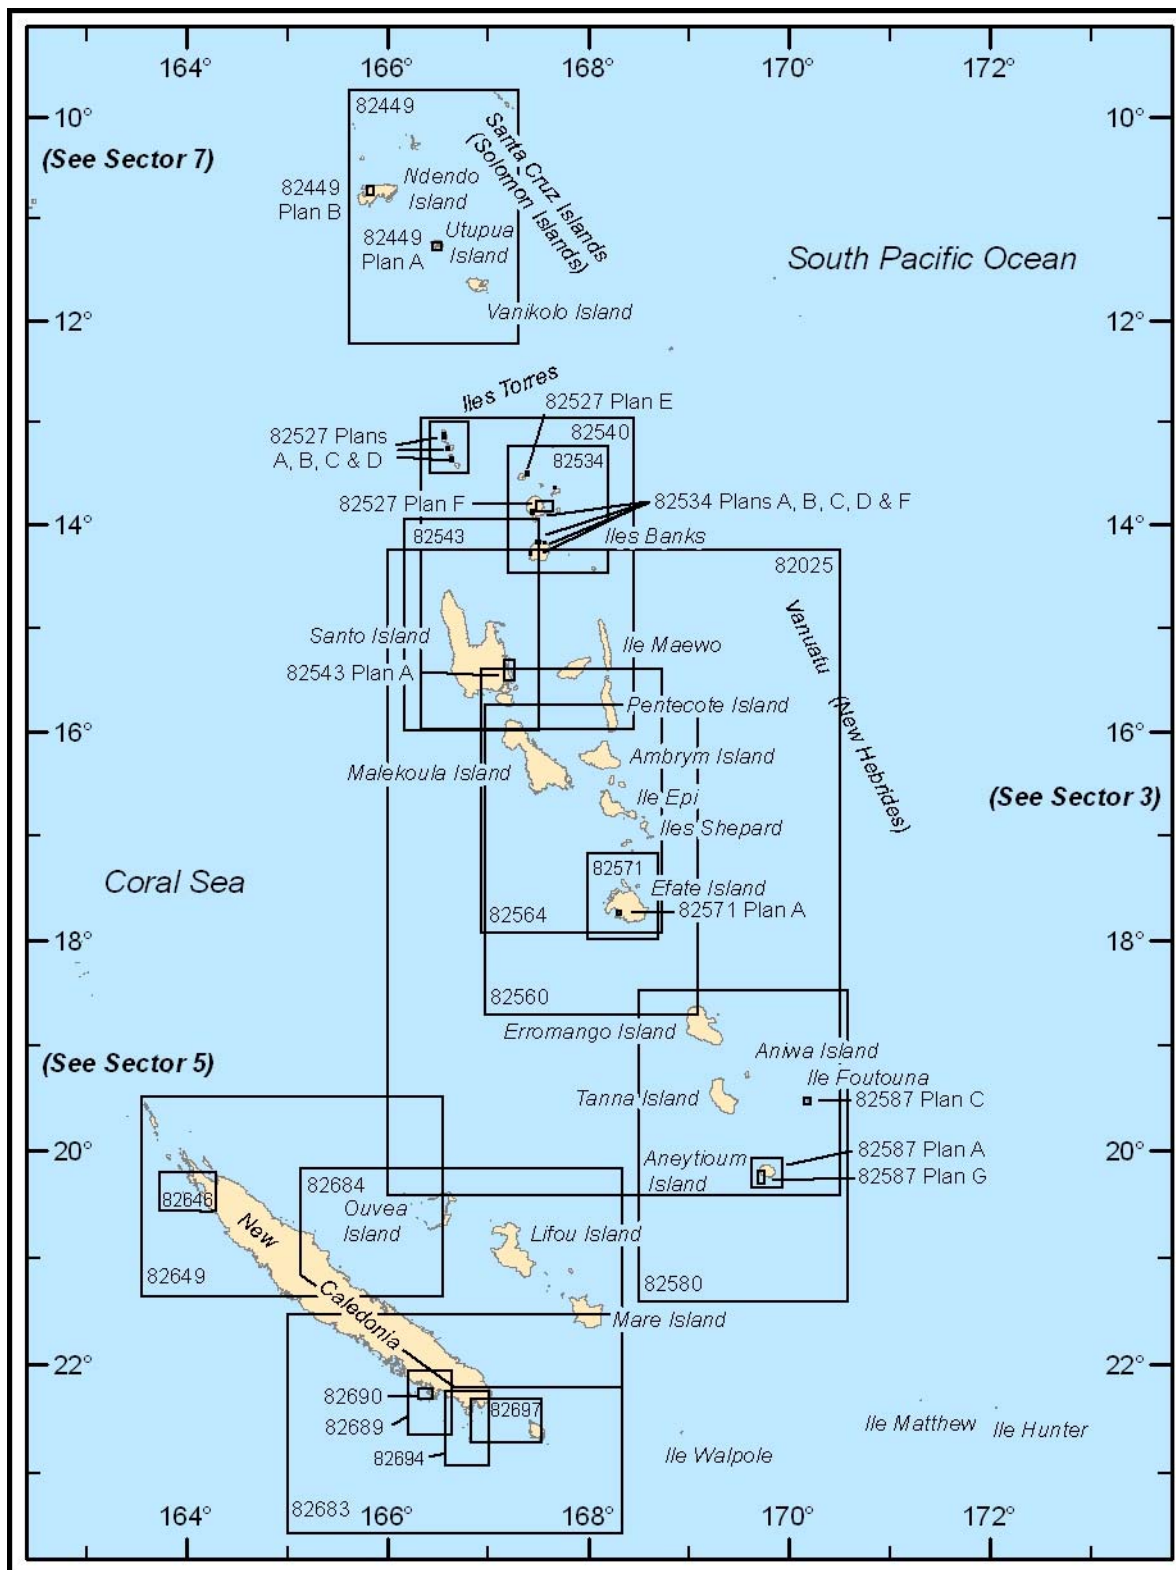 164°
166°
168°
170°
172°
10°
10°
82449
Santa Cruz Islands
(Solomon Islands)
(See Sector 7)
82449
Plan B
Ndendo
Island
82449
Plan A
Utupua
Island
South Pacific Ocean
Vanikolo Island
12°
12°
Iles Torres
82527 Plan E
82527 Plans
A, B, C & D
82540
82534
82527 Plan F
82534 Plans A, B, C, D & F
14°
14°
82543
Iles Banks
82025
Vanuatu (New Hebrides)
Santo Island
Ile Maewo
82543 Plan A
Pentecote Island
16°
16°
Malekoula Island
Ambrym Island
Ile Epi
(See Sector 3)
Iles Shepard
82571
Coral Sea
Efate Island
82571 Plan A
82564
18°
18°
82560
Erromango Island
(See Sector 5)
Aniwa Island
Ile Foutouna
Tanna Island
82587 Plan C
20°
20°
Aneytioum
Island
82587 Plan A
82587 Plan G
82684
82646
Ouvea
Island
New
Caledonia
Lifou Island
82649
82580
Mare Island
22°
22°
82690
82689
82697
82694
Ile Matthew
Ile Hunter
Ile Walpole
82683
164°
166°
168°
170°
172°